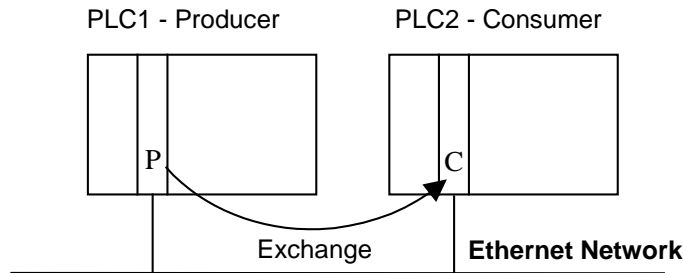 PLC1 - Producer
PLC2 - Consumer
P
C
Exchange
Ethernet Network